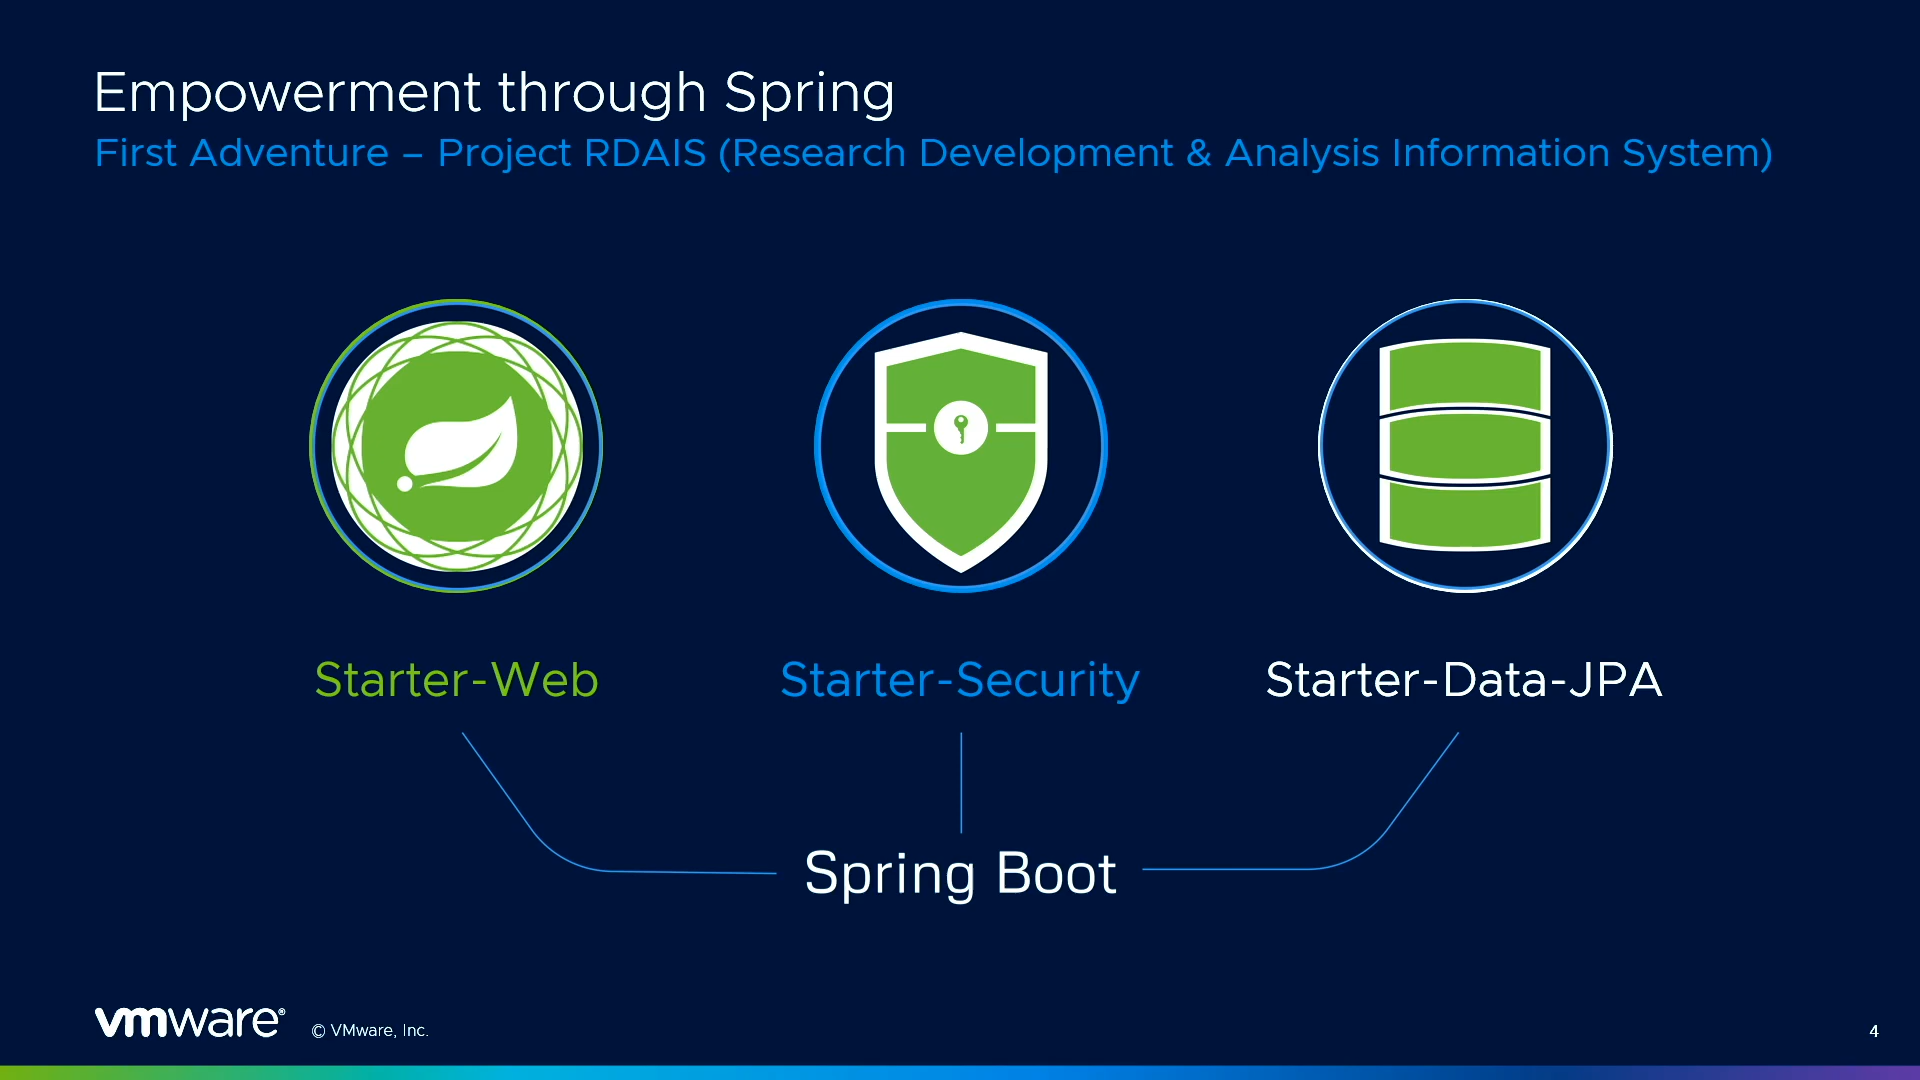 Empowerment through Spring
First Adventure – Project RDAIS (Research Development & Analysis Information System)
Starter-Web
Starter-Security
Starter-Data-JPA
Spring Boot
vmware® © VMware, Inc.
4